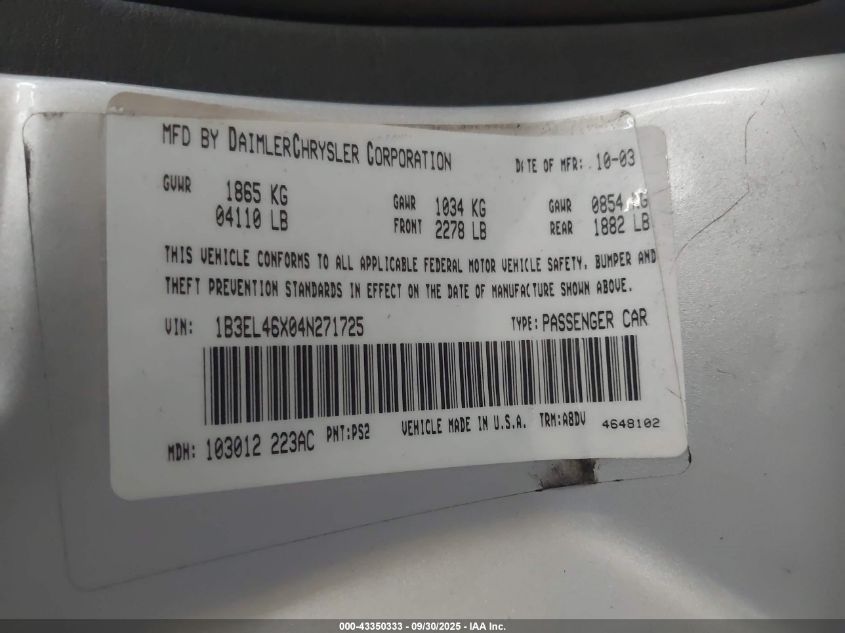 MFD BY DAIMLERCHRYSLER CORPORATION DATE OF MFR: 10-03
GVWR 1865 KG GAWR 1034 KG GAWR 0854 KG
04110 LB FRONT 2278 LB REAR 1882 LB
THIS VEHICLE CONFORMS TO ALL APPLICABLE FEDERAL MOTOR VEHICLE SAFETY, BUMPER AND
THEFT PREVENTION STANDARDS IN EFFECT ON THE DATE OF MANUFACTURE SHOWN ABOVE.
VIN: 1B3EL46X04N271725 TYPE: PASSENGER CAR
MDH: 103012 223AC PNT:PS2 VEHICLE MADE IN U.S.A. TRM:A8DV 4648102
000-43350333 - 09/30/2025 - IAA Inc.